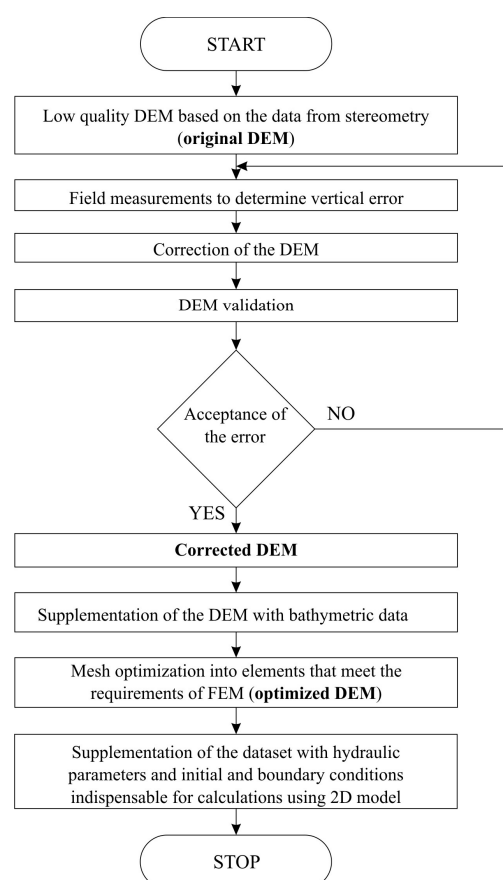 START
Low quality DEM based on the data from stereometry
(original DEM)
Field measurements to determine vertical error
Correction of the DEM
DEM validation
Acceptance of
the error
NO
YES
Corrected DEM
Supplementation of the DEM with bathymetric data
Mesh optimization into elements that meet the
requirements of FEM (optimized DEM)
Supplementation of the dataset with hydraulic
parameters and initial and boundary conditions
indispensable for calculations using 2D model
STOP